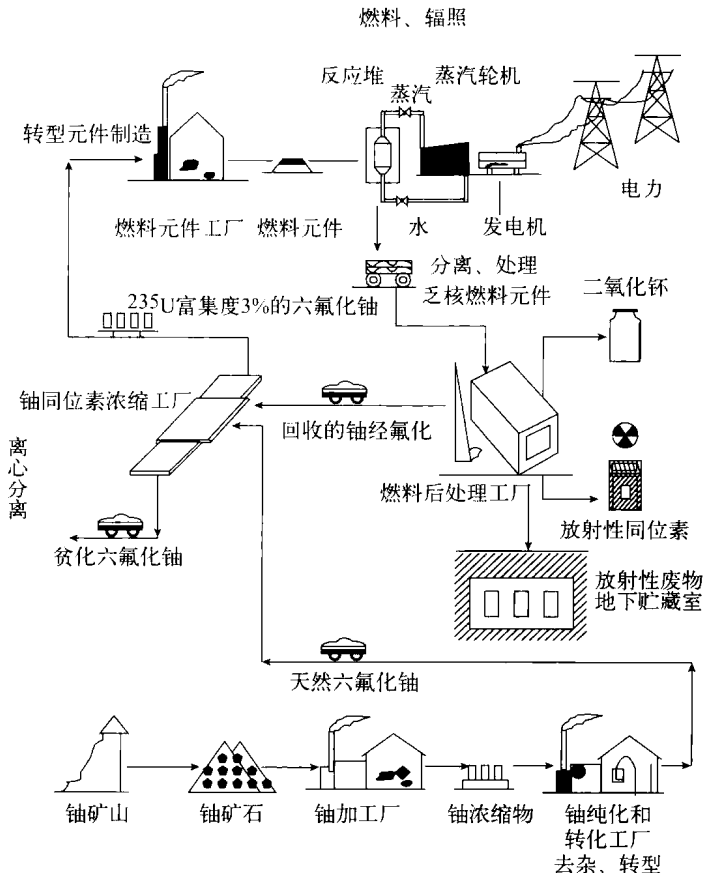 燃料、辐照
反应堆
蒸汽轮机
蒸汽
转型元件制造
燃料元件工厂
燃料元件
水
发电机
电力
分离、处理
乏核燃料元件
二氧化钚
235U富集度3%的六氟化铀
铀同位素浓缩工厂
回收的铀经氟化
离心分离
燃料后处理工厂
放射性同位素
贫化六氟化铀
放射性废物
地下贮藏室
天然六氟化铀
铀矿山
铀矿石
铀加工厂
铀浓缩物
铀纯化和
转化工厂
去杂、转型